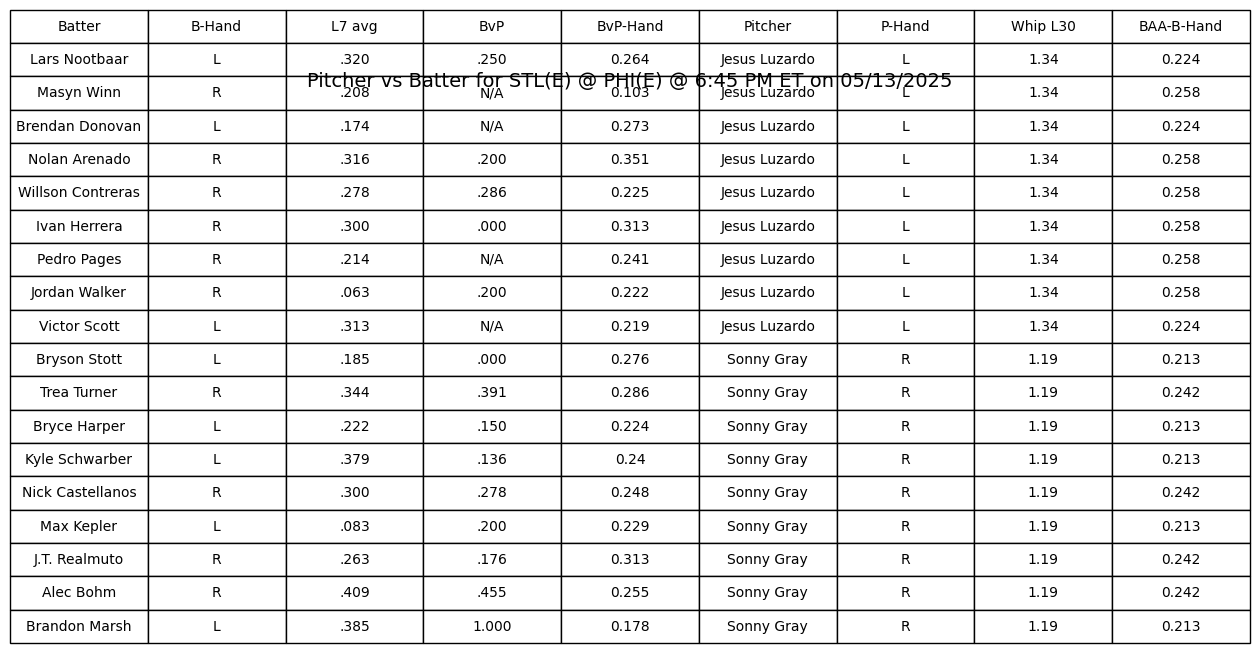 Batter B-Hand L7 avg BvP BvP-Hand Pitcher P-Hand Whip L30 BAA-B-Hand
Lars Nootbaar L .320 .250 0.264 Jesus Luzardo L 1.34 0.224
Pitcher vs Batter for STL(E) @ PHI(E) @ 6:45 PM ET on 05/13/2025
Masyn Winn R .208 N/A 0.103 Jesus Luzardo L 1.34 0.258
Brendan Donovan L .174 N/A 0.273 Jesus Luzardo L 1.34 0.224
Nolan Arenado R .316 .200 0.351 Jesus Luzardo L 1.34 0.258
Willson Contreras R .278 .286 0.225 Jesus Luzardo L 1.34 0.258
Ivan Herrera R .300 .000 0.313 Jesus Luzardo L 1.34 0.258
Pedro Pages R .214 N/A 0.241 Jesus Luzardo L 1.34 0.258
Jordan Walker R .063 .200 0.222 Jesus Luzardo L 1.34 0.258
Victor Scott L .313 N/A 0.219 Jesus Luzardo L 1.34 0.224
Bryson Stott L .185 .000 0.276 Sonny Gray R 1.19 0.213
Trea Turner R .344 .391 0.286 Sonny Gray R 1.19 0.242
Bryce Harper L .222 .150 0.224 Sonny Gray R 1.19 0.213
Kyle Schwarber L .379 .136 0.24 Sonny Gray R 1.19 0.213
Nick Castellanos R .300 .278 0.248 Sonny Gray R 1.19 0.242
Max Kepler L .083 .200 0.229 Sonny Gray R 1.19 0.213
J.T. Realmuto R .263 .176 0.313 Sonny Gray R 1.19 0.242
Alec Bohm R .409 .455 0.255 Sonny Gray R 1.19 0.242
Brandon Marsh L .385 1.000 0.178 Sonny Gray R 1.19 0.213